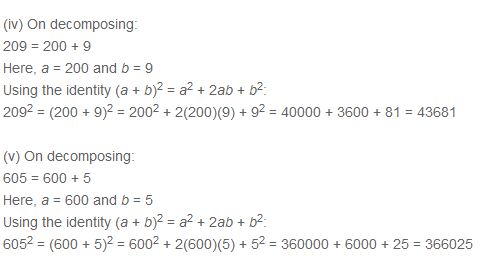 (iv) On decomposing:
209 = 200 + 9
Here, a = 200 and b = 9
Using the identity (a + b)² = a² + 2ab + b²:
209² = (200 + 9)² = 200² + 2(200)(9) + 9² = 40000 + 3600 + 81 = 43681
(v) On decomposing:
605 = 600 + 5
Here, a = 600 and b = 5
Using the identity (a + b)² = a² + 2ab + b²:
605² = (600 + 5)² = 600² + 2(600)(5) + 5² = 360000 + 6000 + 25 = 366025